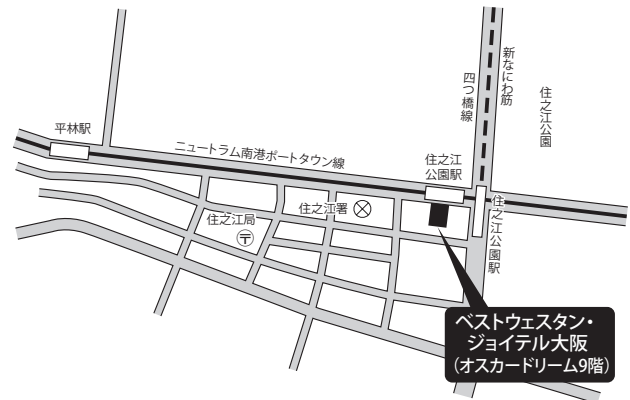 平林駅
ニュートラム南港ポートタウン線
住之江
公園駅
四つ橋線
新なにわ筋
住之江公園
住之江署
住之江局
〒
住之江公園駅
ベストウェスタン・
ジョイテル大阪
(オスカードリーム9階)